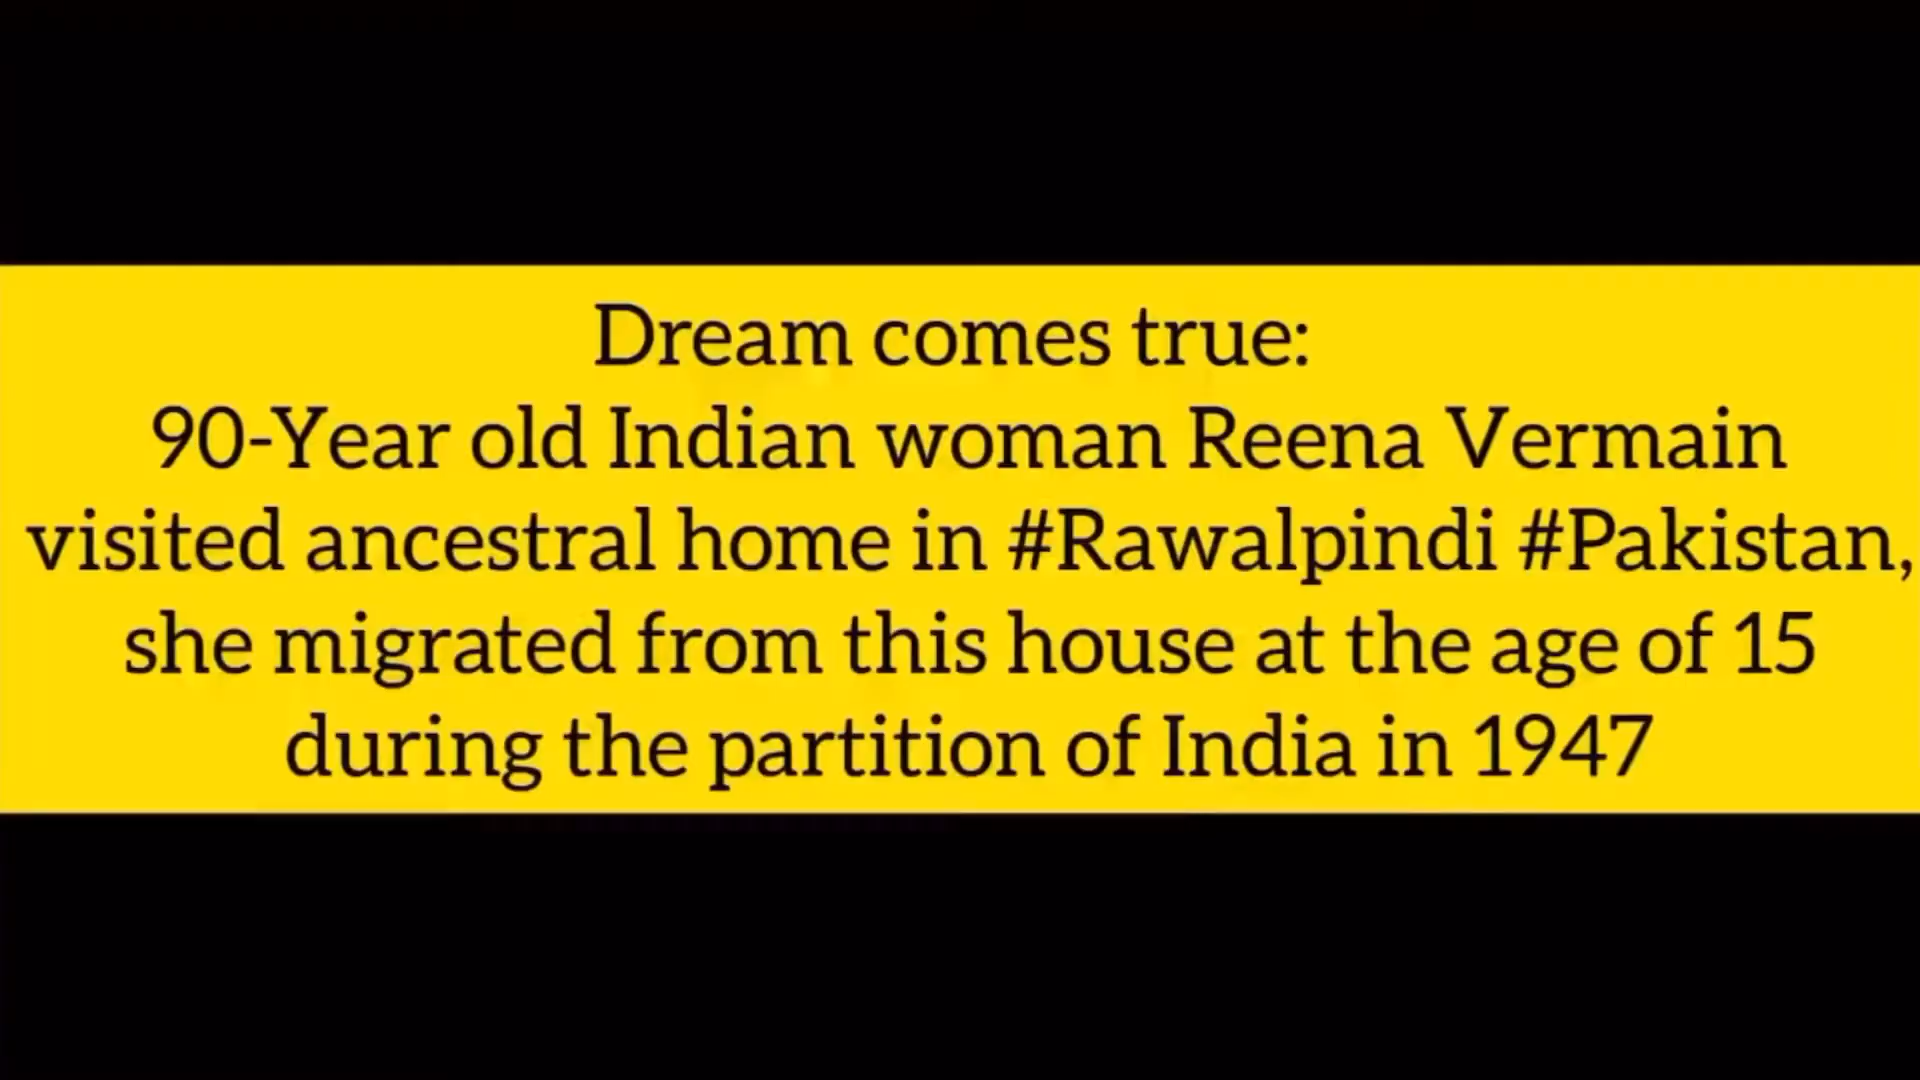 Dream comes true:
90-Year old Indian woman Reena Vermain
visited ancestral home in #Rawalpindi #Pakistan,
she migrated from this house at the age of 15
during the partition of India in 1947